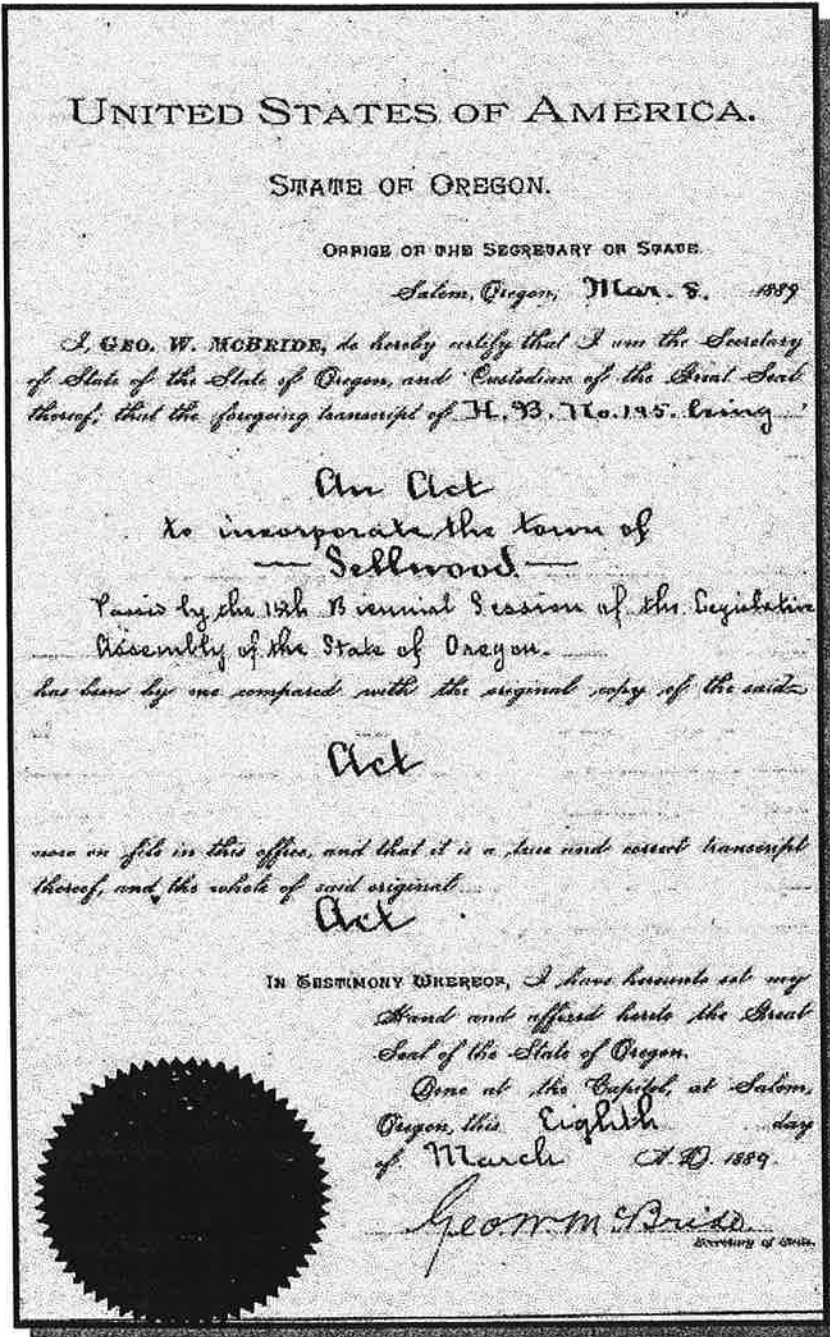 UNITED STATES OF AMERICA.
STATE OF OREGON.
OFFICE OF THE SECRETARY OF STATE.
Salem, Oregon, Mar. 8. 1889
I, GEO. W. MCBRIDE, do hereby certify that I am the Secretary
of State of the State of Oregon, and Custodian of the Great Seal
thereof; that the foregoing transcript of H. B. No. 195. being
An Act
to incorporate the town of
— Sellwood. —
Passed by the 15th Biennial Session of the Legislative
Assembly of the State of Oregon.
has been by me compared with the original copy of the said
Act
now on file in this office, and that it is a true and correct transcript
thereof, and the whole of said original
Act
IN TESTIMONY WHEREOF, I have hereunto set my
Hand and affixed hereto the Great
Seal of the State of Oregon.
Done at the Capitol, at Salem,
Oregon, this Eighth day
of March A. D. 1889.
Geo. W. McBride
Secretary of State.